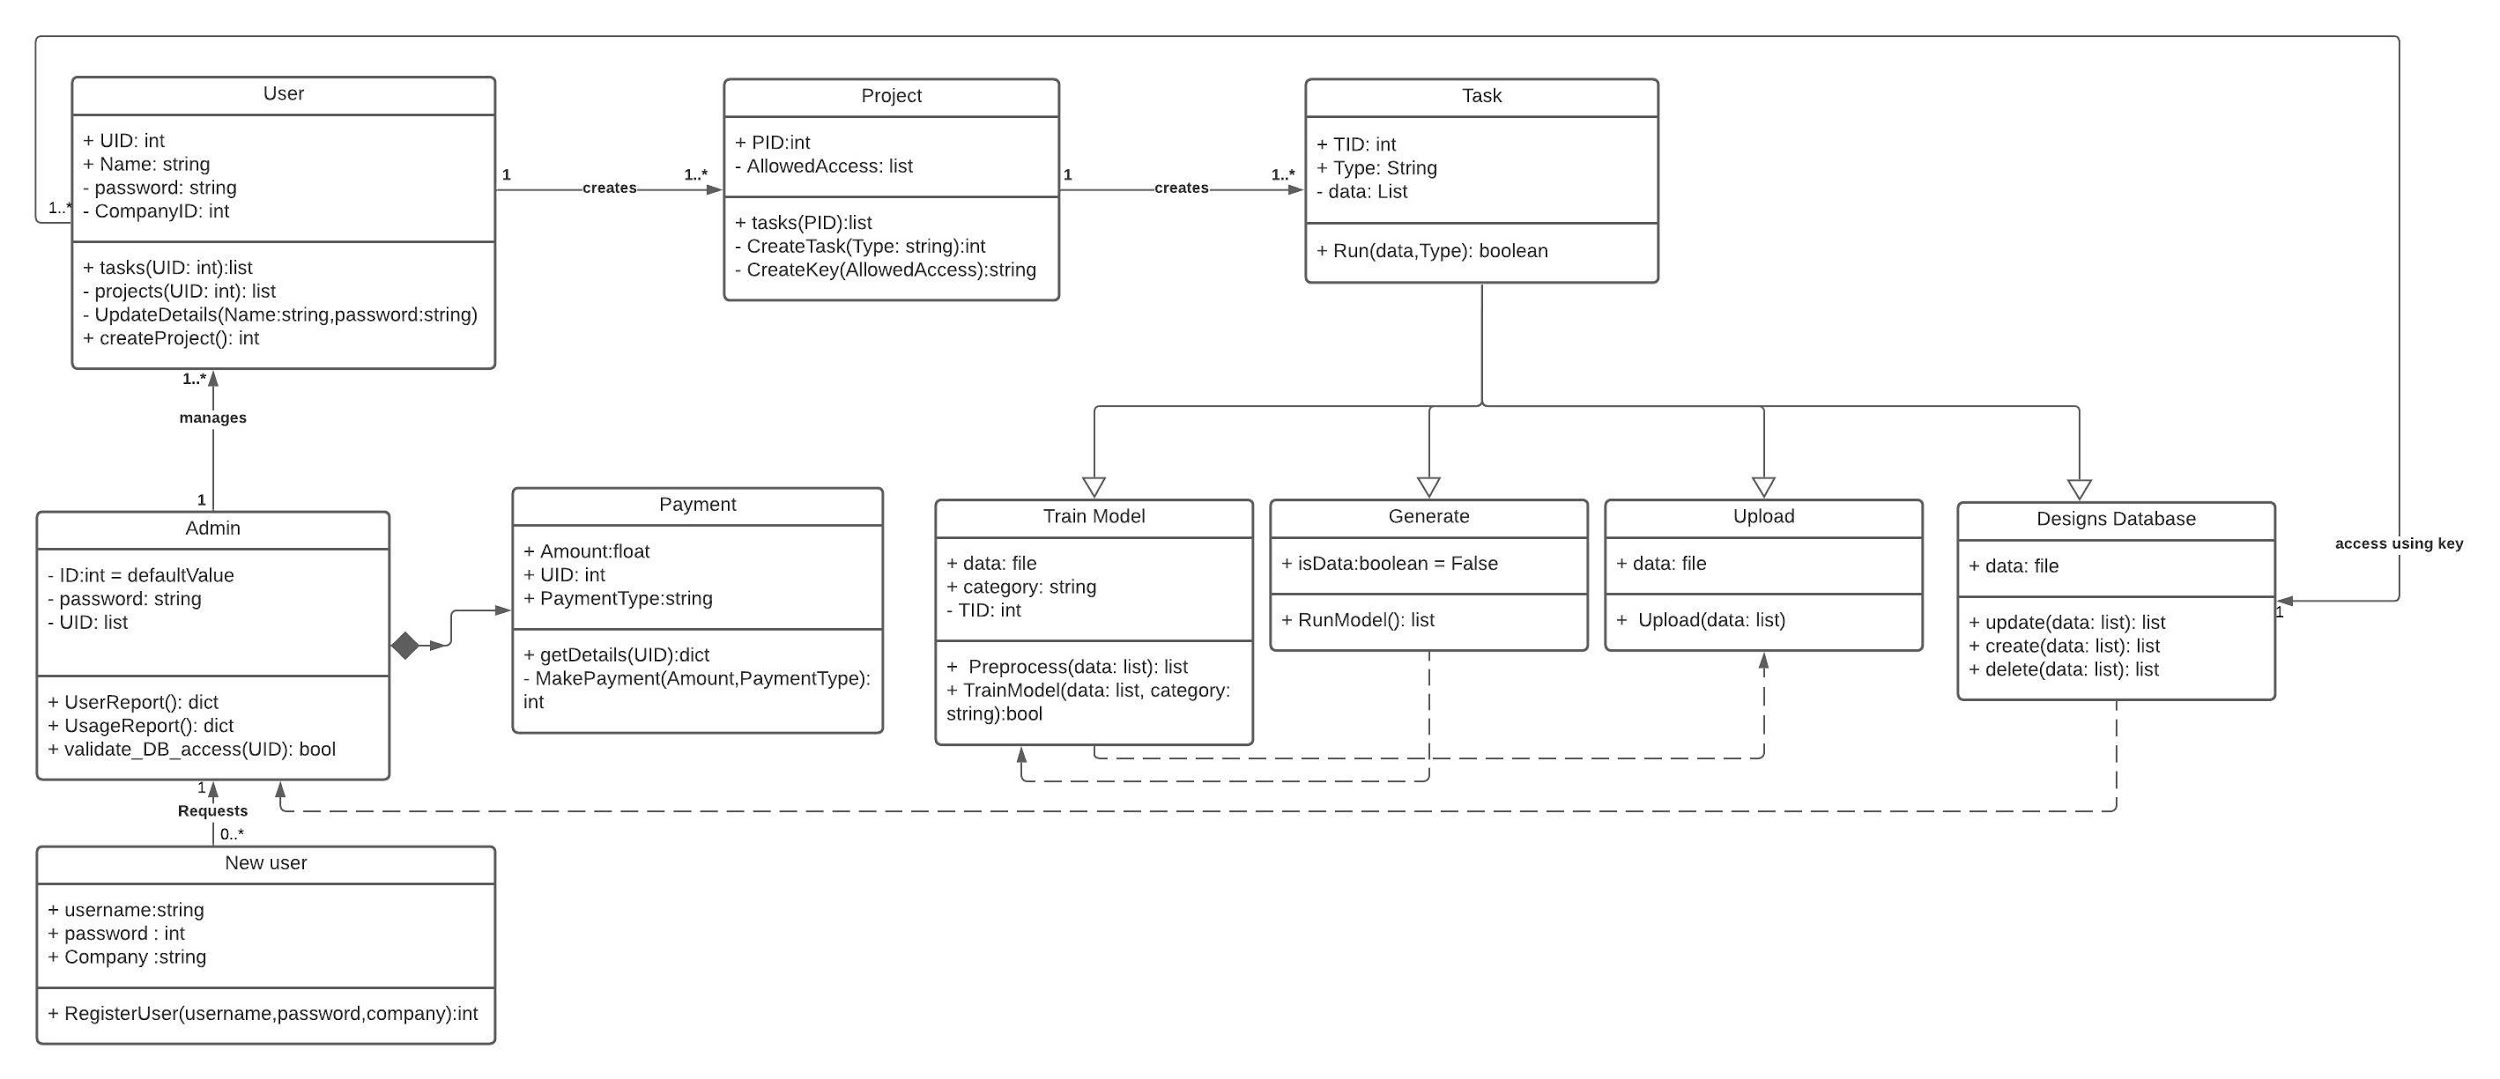 User
+ UID: int
+ Name: string
- password: string
- CompanyID: int
+ tasks(UID: int):list
- projects(UID: int): list
- UpdateDetails(Name:string,password:string)
+ createProject(): int
1..*
1
creates
1..*
Project
+ PID:int
- AllowedAccess: list
+ tasks(PID):list
- CreateTask(Type: string):int
- CreateKey(AllowedAccess):string
1
creates
1..*
Task
+ TID: int
+ Type: String
- data: List
+ Run(data,Type): boolean
1..*
manages
1
Admin
- ID:int = defaultValue
- password: string
- UID: list
+ UserReport(): dict
+ UsageReport(): dict
+ validate_DB_access(UID): bool
Payment
+ Amount:float
+ UID: int
+ PaymentType:string
+ getDetails(UID):dict
- MakePayment(Amount,PaymentType):
int
Train Model
+ data: file
+ category: string
- TID: int
+  Preprocess(data: list): list
+ TrainModel(data: list, category:
string):bool
Generate
+ isData:boolean = False
+ RunModel(): list
Upload
+ data: file
+  Upload(data: list)
Designs Database
+ data: file
+ update(data: list): list
+ create(data: list): list
+ delete(data: list): list
access using key
1
1
Requests
0..*
New user
+ username:string
+ password : int
+ Company :string
+ RegisterUser(username,password,company):int